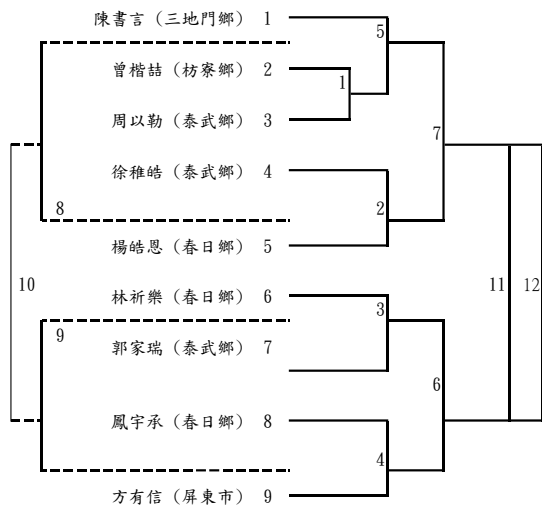 陳書言 (三地門鄉) 1
5
曾楷喆 (枋寮鄉) 2
1
周以勒 (泰武鄉) 3
7
徐稚皓 (泰武鄉) 4
8
2
楊皓恩 (春日鄉) 5
10
11
12
林祈樂 (春日鄉) 6
3
9
郭家瑞 (泰武鄉) 7
6
鳳宇承 (春日鄉) 8
4
方有信 (屏東市) 9